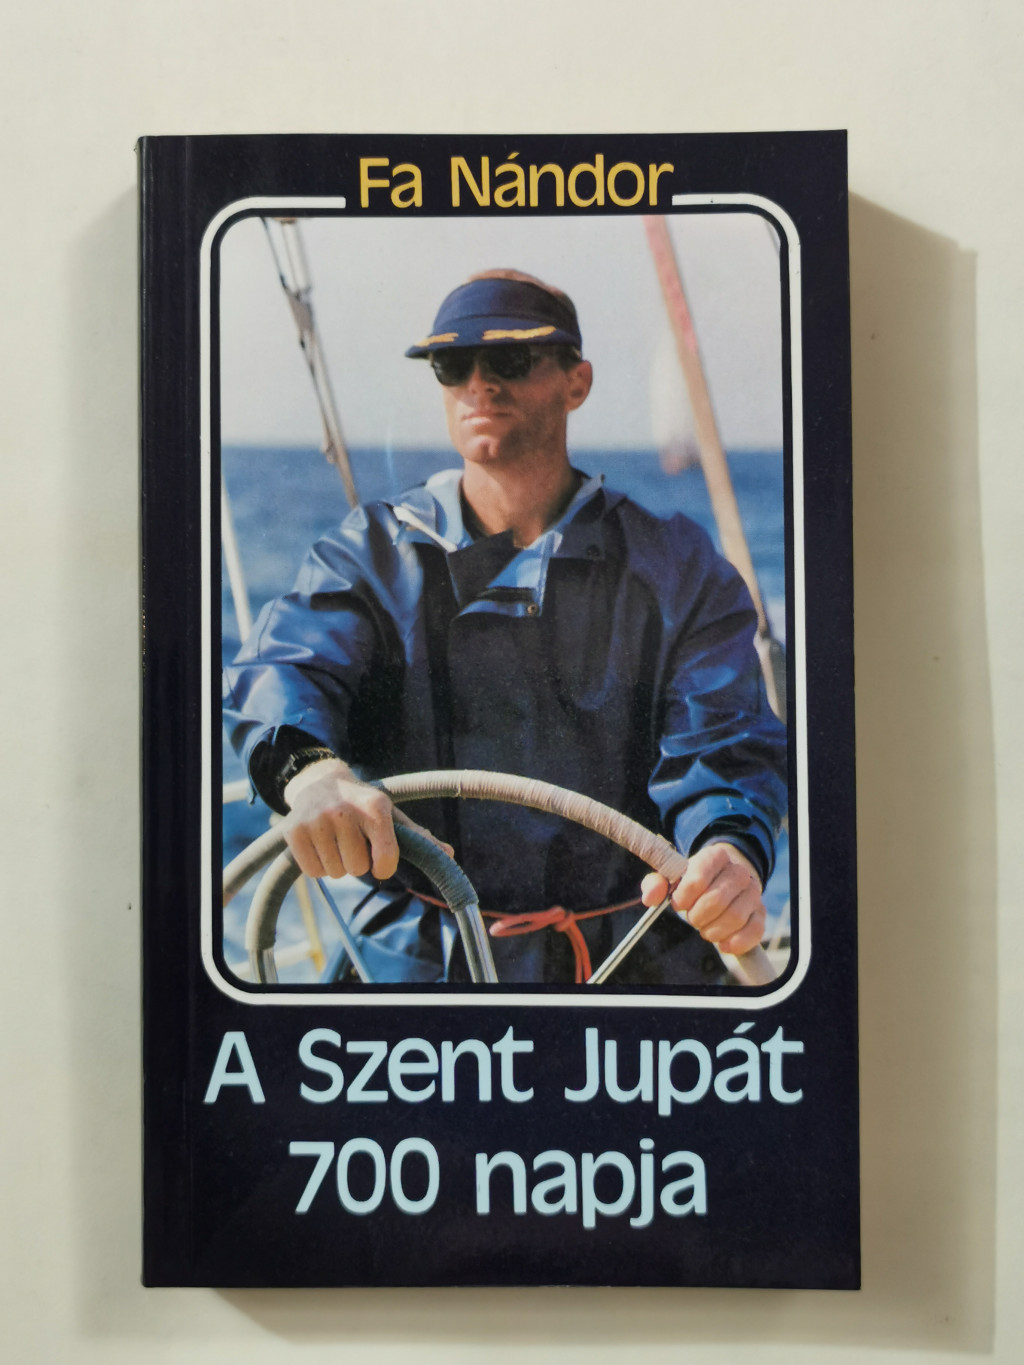 Fa Nándor
A Szent Jupát
700 napja